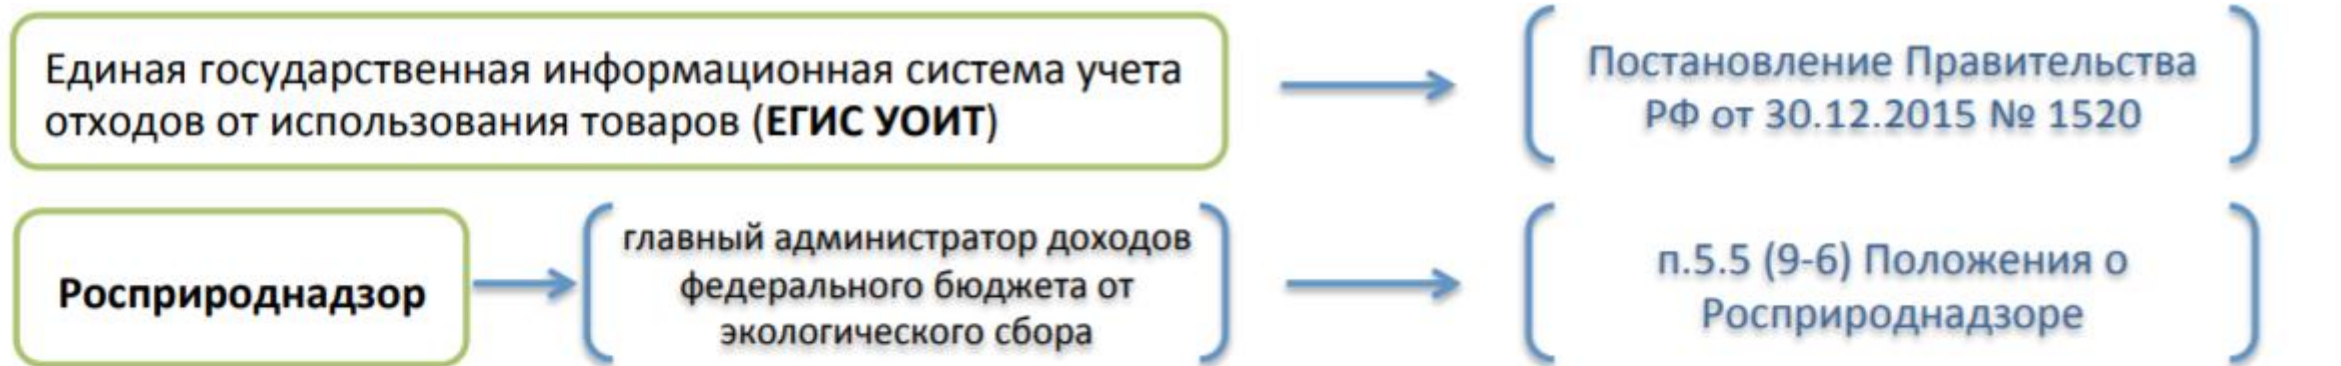 Единая государственная информационная система учета
отходов от использования товаров (ЕГИС УОИТ)
Постановление Правительства
РФ от 30.12.2015 № 1520
Росприроднадзор
главный администратор доходов
федерального бюджета от
экологического сбора
п.5.5 (9-6) Положения о
Росприроднадзоре